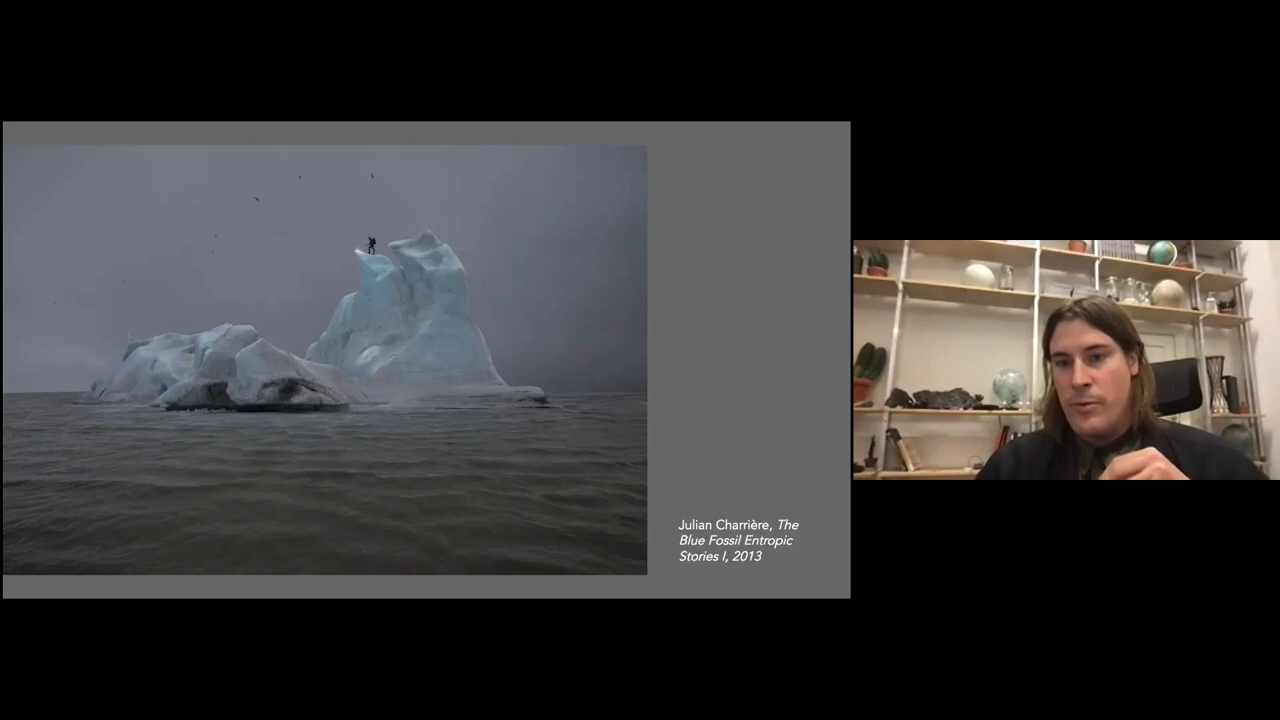 Julian Charrière, The
Blue Fossil Entropic
Stories I, 2013